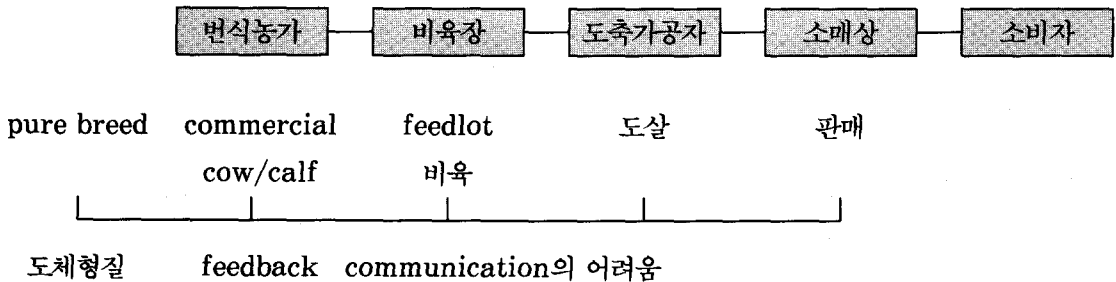 번식농가 비육장 도축가공자 소매상 소비자
pure breed commercial feedlot 도살 판매
cow/calf 비육
도체형질 feedback communication의 어려움